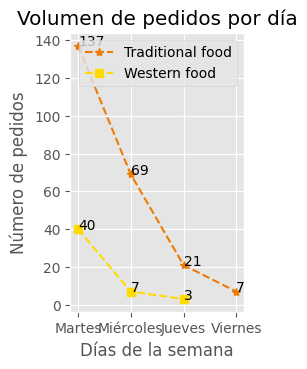 Volumen de pedidos por día
Traditional food
Western food
137
69
21
7
40
7
3
140
120
100
80
60
40
20
0
Número de pedidos
Martes Miércoles Jueves Viernes
Días de la semana